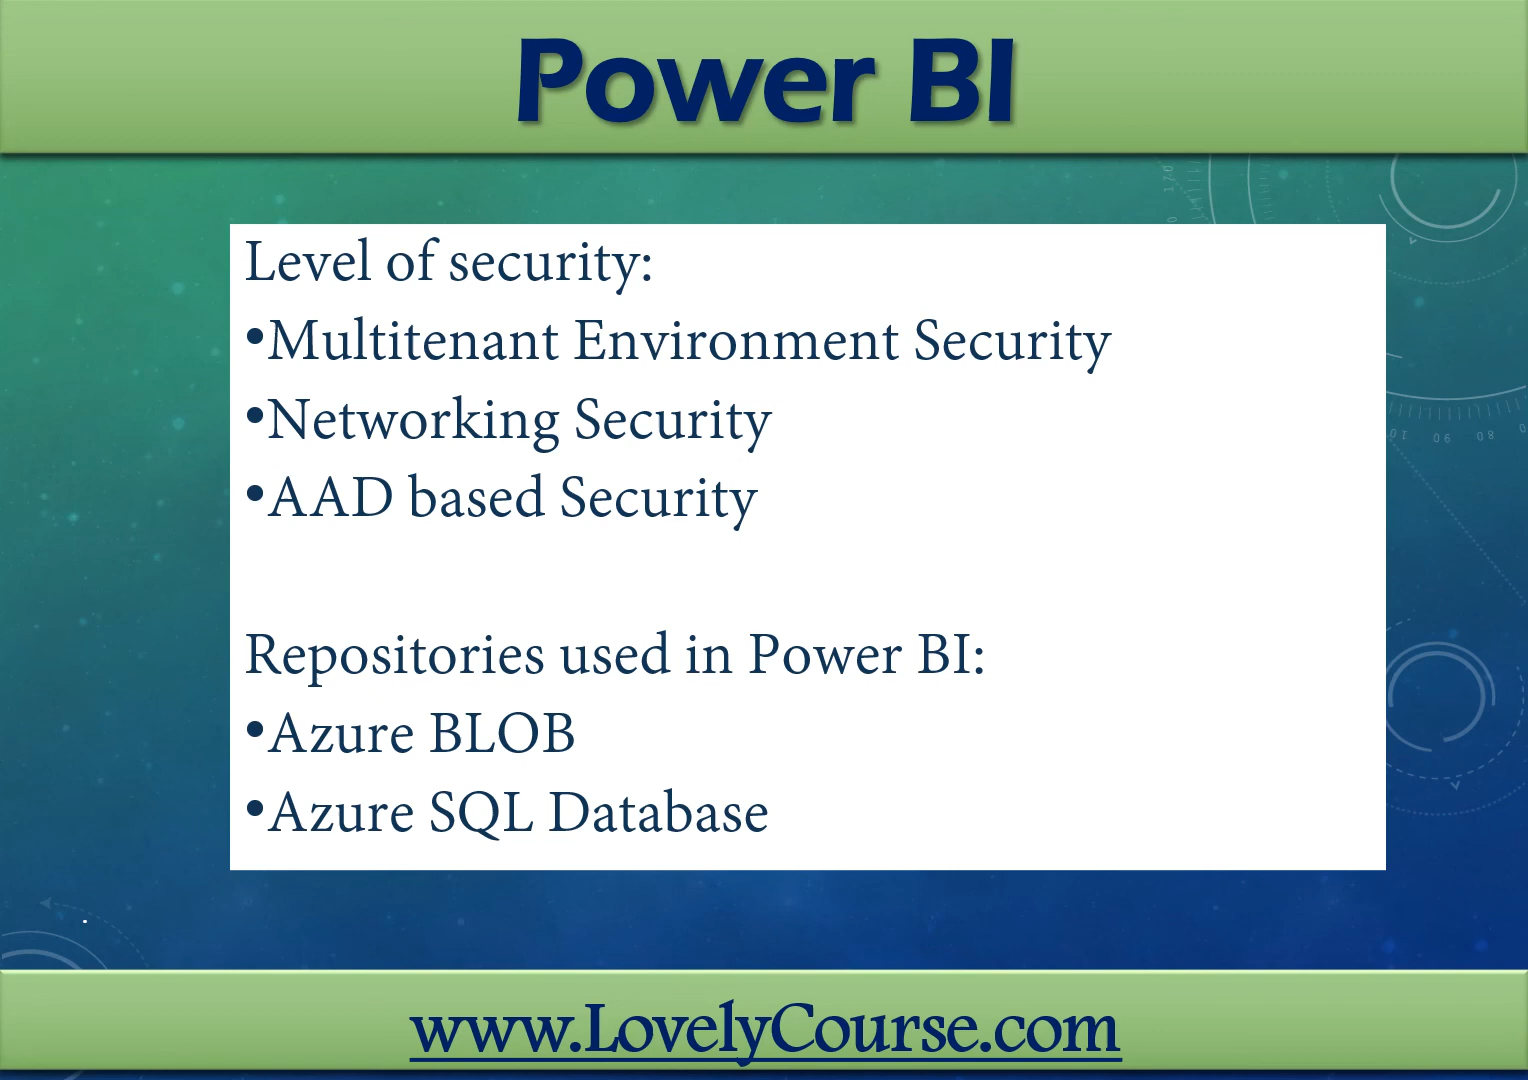 Power BI
Level of security:
•Multitenant Environment Security
•Networking Security
•AAD based Security
Repositories used in Power BI:
•Azure BLOB
•Azure SQL Database
www.LovelyCourse.com